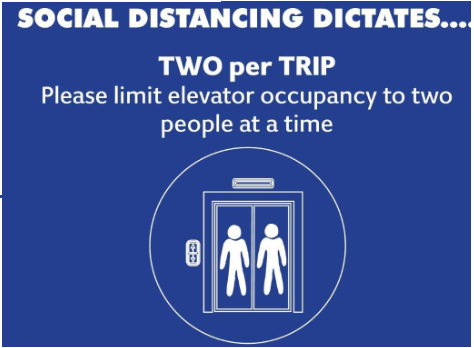 SOCIAL DISTANCING DICTATES....
TWO per TRIP
Please limit elevator occupancy to two
people at a time